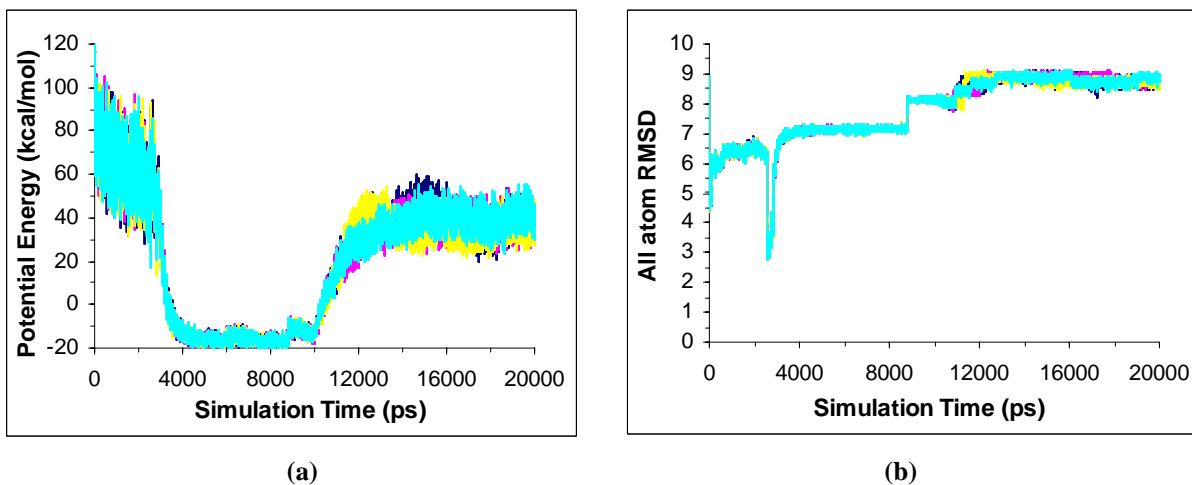 Potential Energy (kcal/mol)
120
100
80
60
40
20
0
-20
0 4000 8000 12000 16000 20000
Simulation Time (ps)
(a)
All atom RMSD
10
9
8
7
6
5
4
3
2
1
0
0 4000 8000 12000 16000 20000
Simulation Time (ps)
(b)